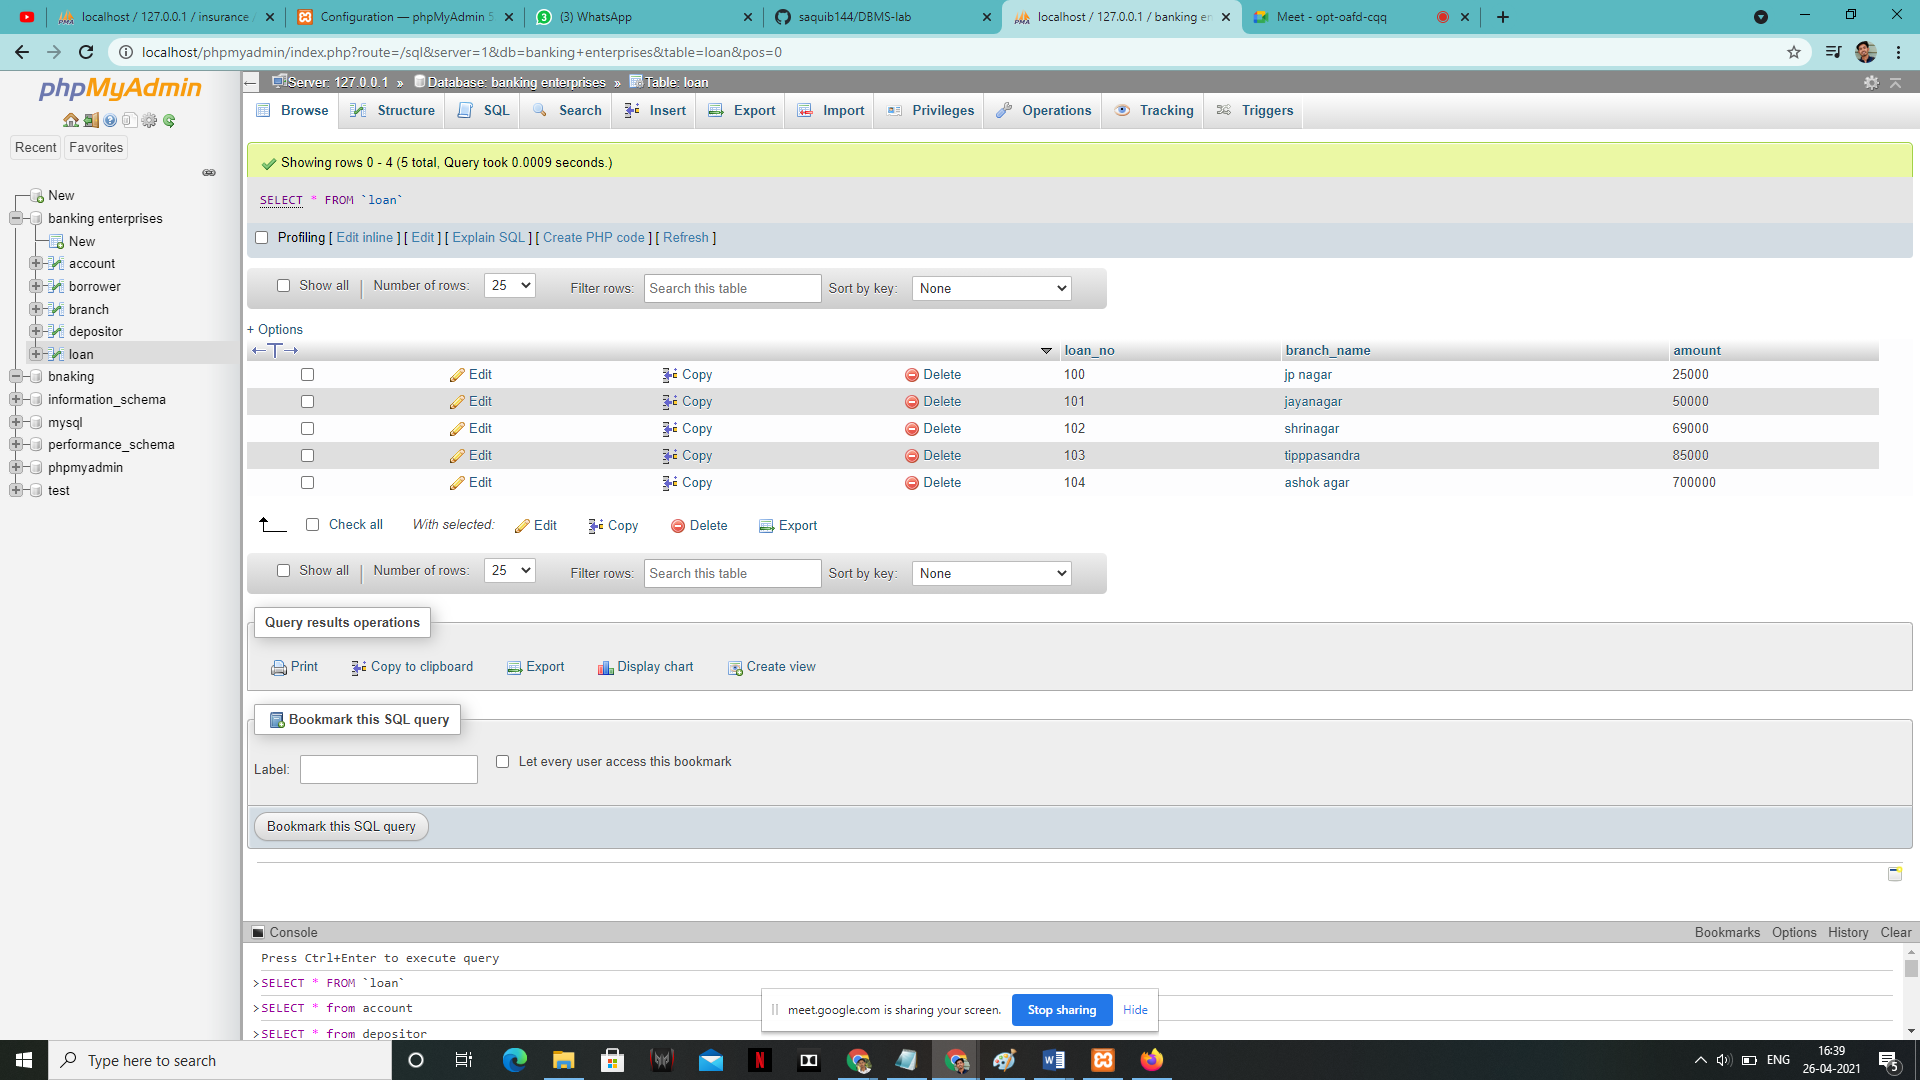 localhost / 127.0.0.1 / insurance /
Configuration — phpMyAdmin 5.
(3) WhatsApp
saquib144/DBMS-lab
localhost / 127.0.0.1 / banking en
Meet - opt-oafd-cqq
localhost/phpmyadmin/index.php?route=/sql&server=1&db=banking+enterprises&table=loan&pos=0
phpMyAdmin
Recent
Favorites
New
banking enterprises
New
account
borrower
branch
depositor
loan
bnaking
information_schema
mysql
performance_schema
phpmyadmin
test
Server: 127.0.0.1 » Database: banking enterprises » Table: loan
Browse Structure SQL Search Insert Export Import Privileges Operations Tracking Triggers
Showing rows 0 - 4 (5 total, Query took 0.0009 seconds.)
SELECT * FROM `loan`
Profiling [ Edit inline ] [ Edit ] [ Explain SQL ] [ Create PHP code ] [ Refresh ]
Show all | Number of rows: 25 Filter rows: Search this table Sort by key: None
+ Options
←T→ loan_no branch_name amount
Edit Copy Delete 100 jp nagar 25000
Edit Copy Delete 101 jayanagar 50000
Edit Copy Delete 102 shrinagar 69000
Edit Copy Delete 103 tipppasandra 85000
Edit Copy Delete 104 ashok agar 700000
Check all With selected: Edit Copy Delete Export
Show all | Number of rows: 25 Filter rows: Search this table Sort by key: None
Query results operations
Print Copy to clipboard Export Display chart Create view
Bookmark this SQL query
Label: Let every user access this bookmark
Bookmark this SQL query
Console Bookmarks Options History Clear
Press Ctrl+Enter to execute query
>SELECT * FROM `loan`
>SELECT * from account
>SELECT * from depositor
meet.google.com is sharing your screen. Stop sharing Hide
Type here to search
ENG
16:39
26-04-2021
5